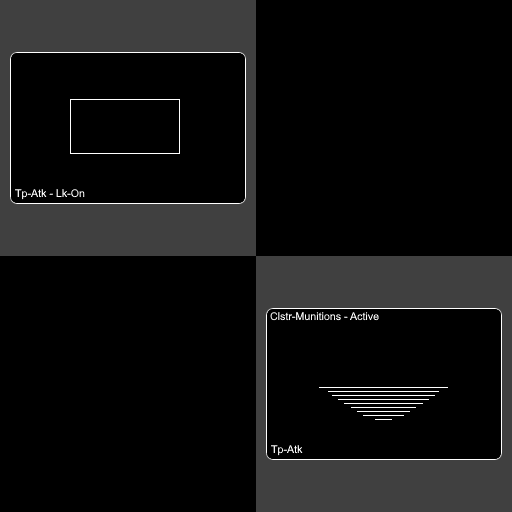 Tp-Atk - Lk-On
Clstr-Munitions - Active
Tp-Atk